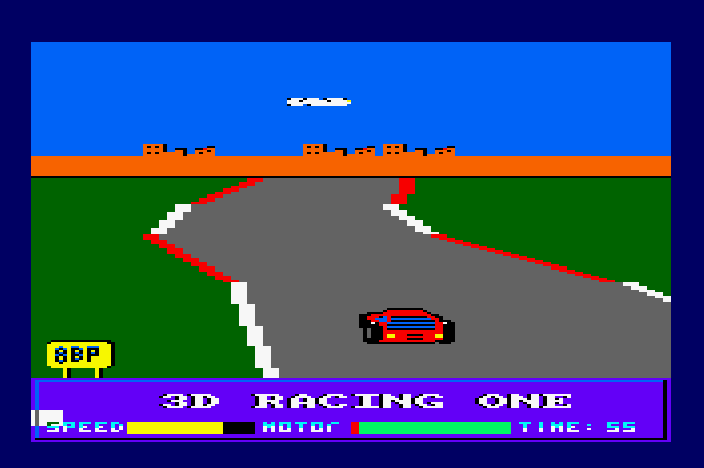 8BP
3D RACING ONE
SPEED MOTOR TIME: 55